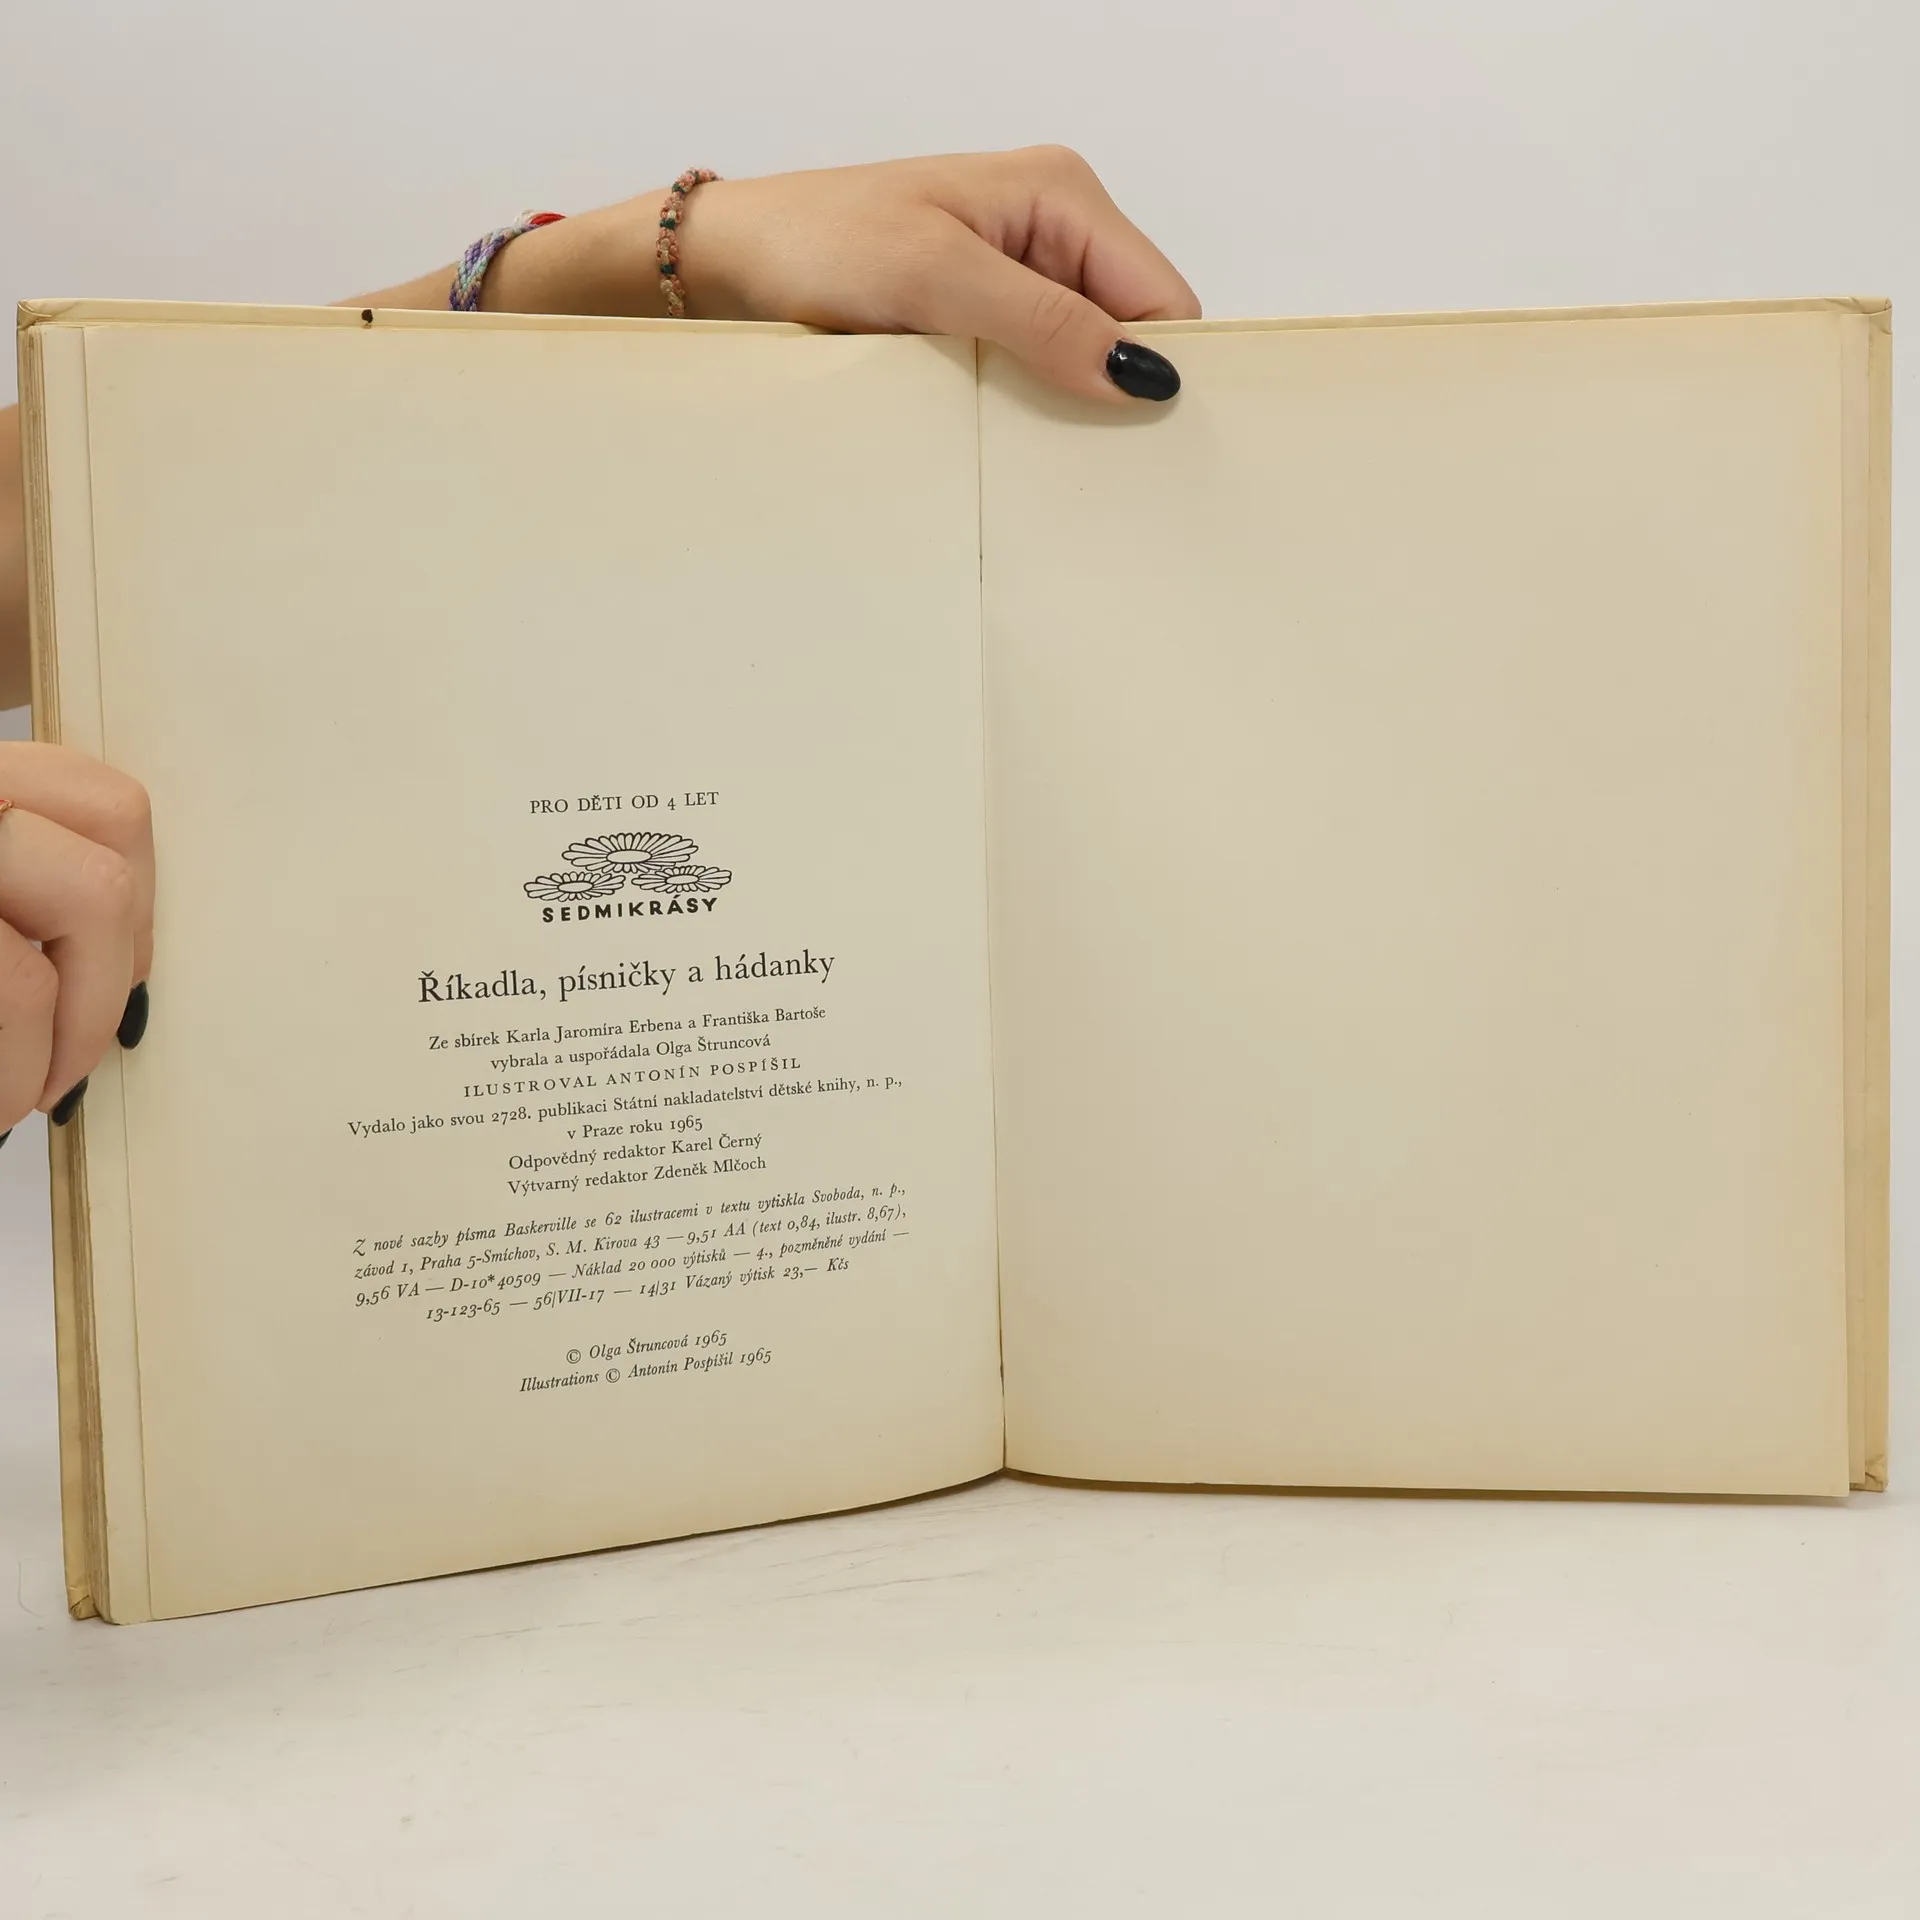 PRO DĚTI OD 4 LET
SEDMIKRÁSY
Říkadla, písničky a hádanky
Ze sbírek Karla Jaromíra Erbena a Františka Bartoše
vybrala a uspořádala Olga Štruncová
ILUSTROVAL ANTONÍN POSPÍŠIL
Vydalo jako svou 2728. publikaci Státní nakladatelství dětské knihy, n. p.,
v Praze roku 1965
Odpovědný redaktor Karel Černý
Výtvarný redaktor Zdeněk Mlčoch
Z nové sazby písma Baskerville se 62 ilustracemi v textu vytiskla Svoboda, n. p.,
závod 1, Praha 5-Smíchov, S. M. Kirova 43 — 9,51 AA (text 0,84, ilustr. 8,67),
9,56 VA — D-10*40509 — Náklad 20 000 výtisků — 4., pozměněné vydání —
13-123-65 — 56/VII-17 — 14/31 Vázaný výtisk 23,— Kčs
© Olga Štruncová 1965
Illustrations © Antonín Pospíšil 1965